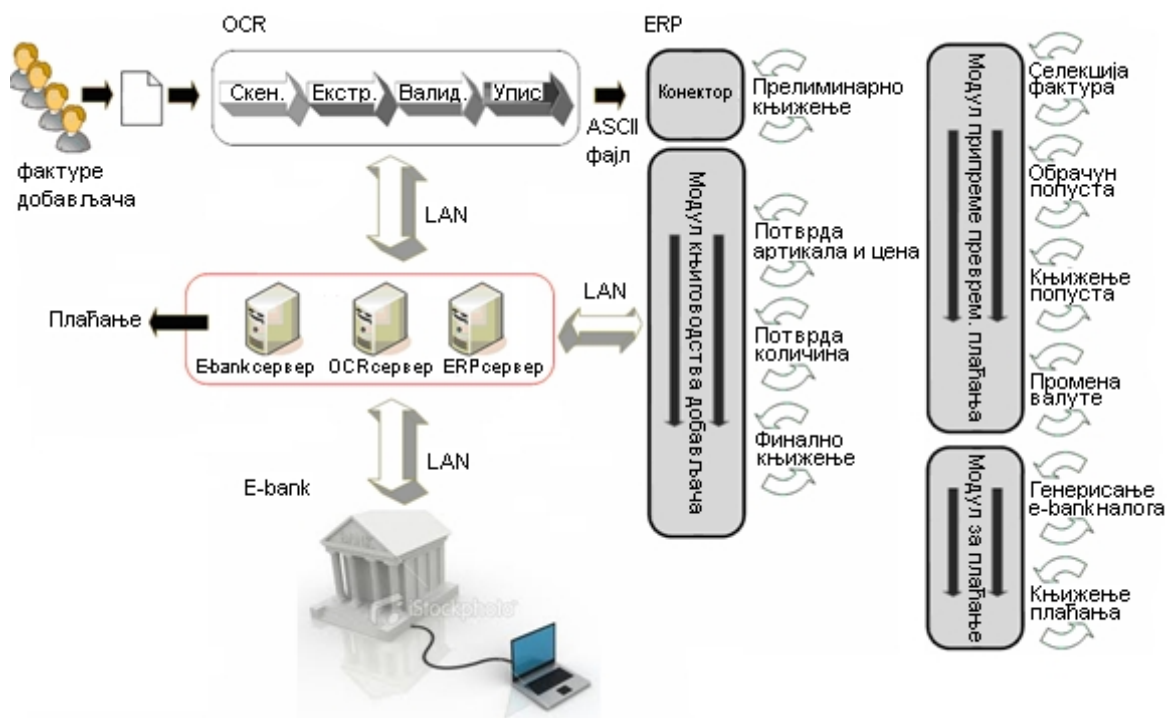 OCR
Скен.
Екстр.
Валид.
Упис
фактуре
добављача
ASCII
фајл
LAN
LAN
Плаћање
E-bank сервер
OCR сервер
ERP сервер
LAN
E-bank
iStockphoto
ERP
Конектор
Прелиминарно
књижење
Модул књиговодства добављача
Потврда
артикала и цена
Потврда
количина
Финално
књижење
Модул припреме преврем. плаћања
Селекција
фактура
Обрачун
попуста
Књижење
попуста
Промена
валуте
Модул за плаћање
Генерисање
e-bank налога
Књижење
плаћања